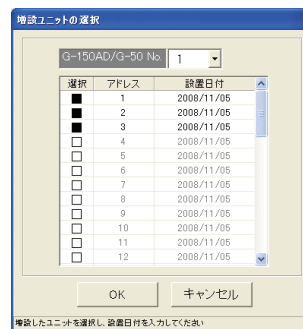 増設ユニットの選択
G-150AD/G-50 No. 1
選択 アドレス 設置日付
1 2008/11/05
2 2008/11/05
3 2008/11/05
4 2008/11/05
5 2008/11/05
6 2008/11/05
7 2008/11/05
8 2008/11/05
9 2008/11/05
10 2008/11/05
11 2008/11/05
12 2008/11/05
OK キャンセル
増設したユニットを選択し、設置日付を入力してください